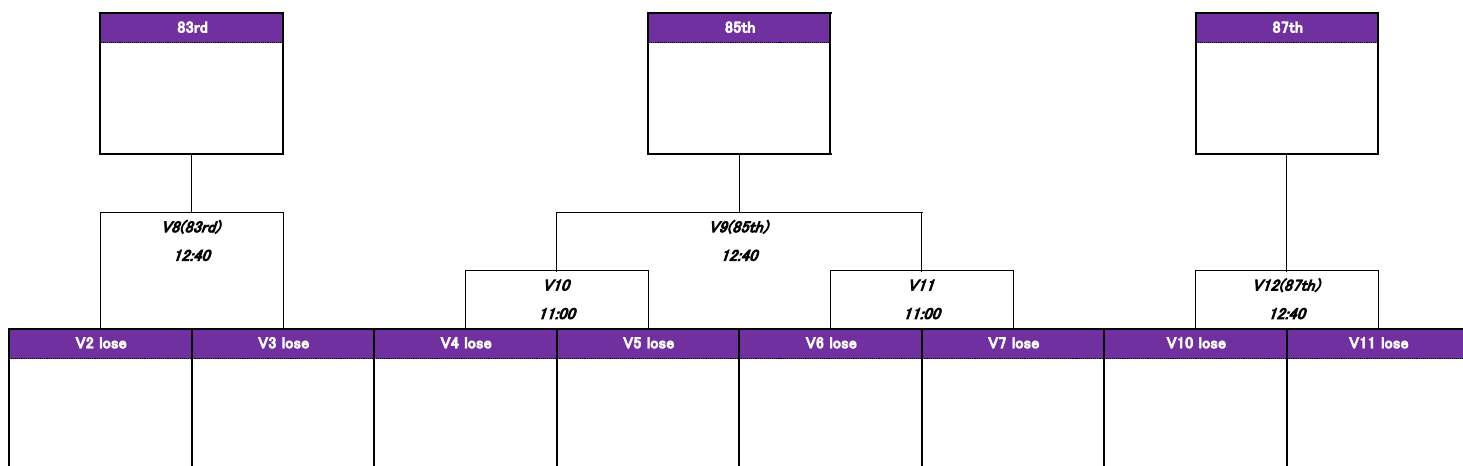 83rd
85th
87th
V8(83rd)
12:40
V9(85th)
12:40
V10
11:00
V11
11:00
V12(87th)
12:40
V2 lose
V3 lose
V4 lose
V5 lose
V6 lose
V7 lose
V10 lose
V11 lose